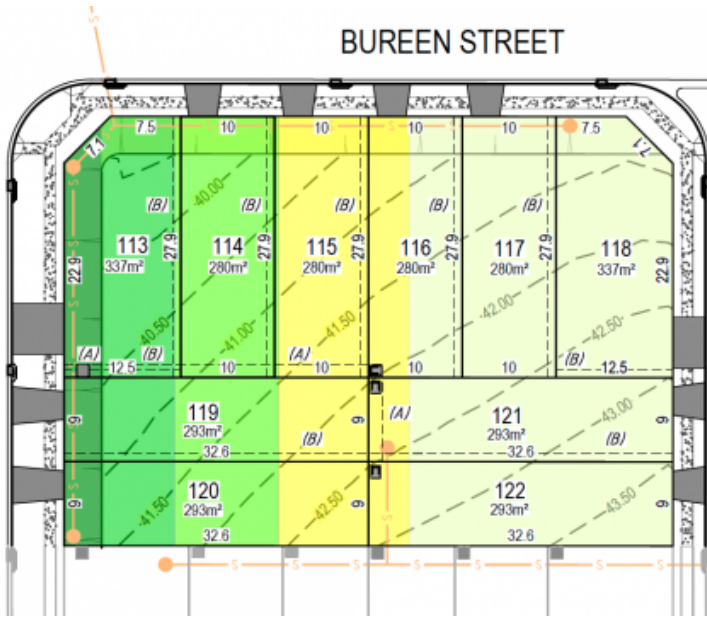 BUREEN STREET
7.5 10 10 10 10 7.5
7.1 7.1
40.00
(B) (B) (B) (B) (B)
113 114 115 116 117 118
337m² 280m² 280m² 280m² 280m² 337m²
22.9 27.9 27.9 27.9 27.9 27.9 22.9
40.50 41.00 41.50 42.00 42.50
(A) (B) (A) (B)
12.5 10 10 10 10 12.5
43.00
119 (A) 121
9 293m² (B) 9 293m² (B) 9
32.6 32.6
120 122
9 293m² 9 293m² 9
41.50 42.50 43.50
32.6 32.6
S S S S S S S